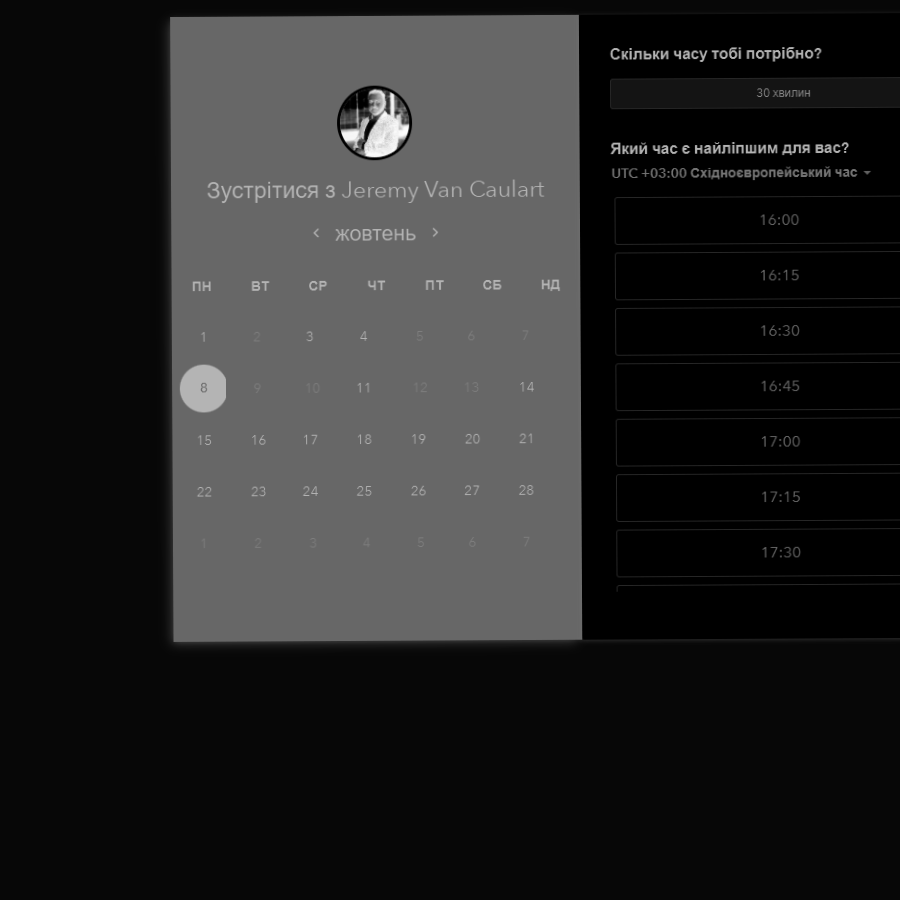 Зустрітися з Jeremy Van Caulart
‹ жовтень ›
ПН ВТ СР ЧТ ПТ СБ НД
1 2 3 4 5 6 7
8 9 10 11 12 13 14
15 16 17 18 19 20 21
22 23 24 25 26 27 28
1 2 3 4 5 6 7
Скільки часу тобі потрібно?
30 хвилин
Який час є найліпшим для вас?
UTC +03:00 Східноєвропейський час
16:00
16:15
16:30
16:45
17:00
17:15
17:30